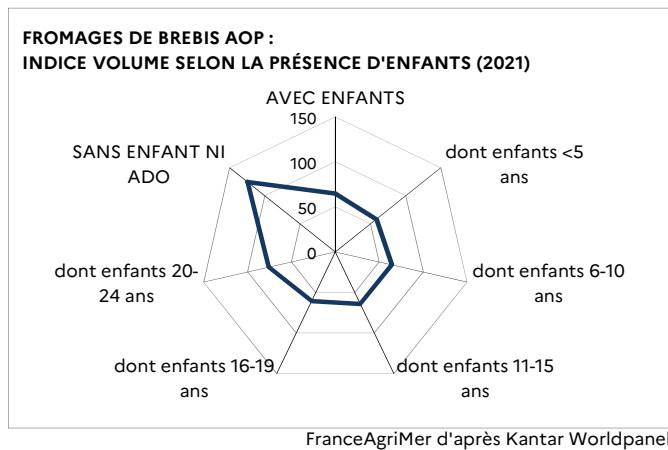 FROMAGES DE BREBIS AOP :
INDICE VOLUME SELON LA PRÉSENCE D'ENFANTS (2021)
AVEC ENFANTS
150
100
50
0
dont enfants <5
ans
dont enfants 6-10
ans
dont enfants 11-15
ans
dont enfants 16-19
ans
dont enfants 20-
24 ans
SANS ENFANT NI
ADO
FranceAgriMer d'après Kantar Worldpanel